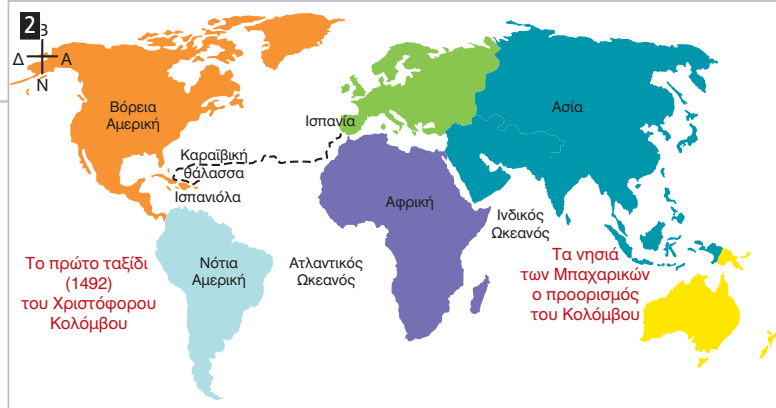 2
Β
Δ Α
Ν
Βόρεια
Αμερική
Ισπανία
Ασία
Καραϊβική
θάλασσα
Ισπανιόλα
Αφρική
Ινδικός
Ωκεανός
Νότια
Αμερική
Ατλαντικός
Ωκεανός
Το πρώτο ταξίδι
(1492)
του Χριστόφορου
Κολόμβου
Τα νησιά
των Μπαχαρικών
ο προορισμός
του Κολόμβου